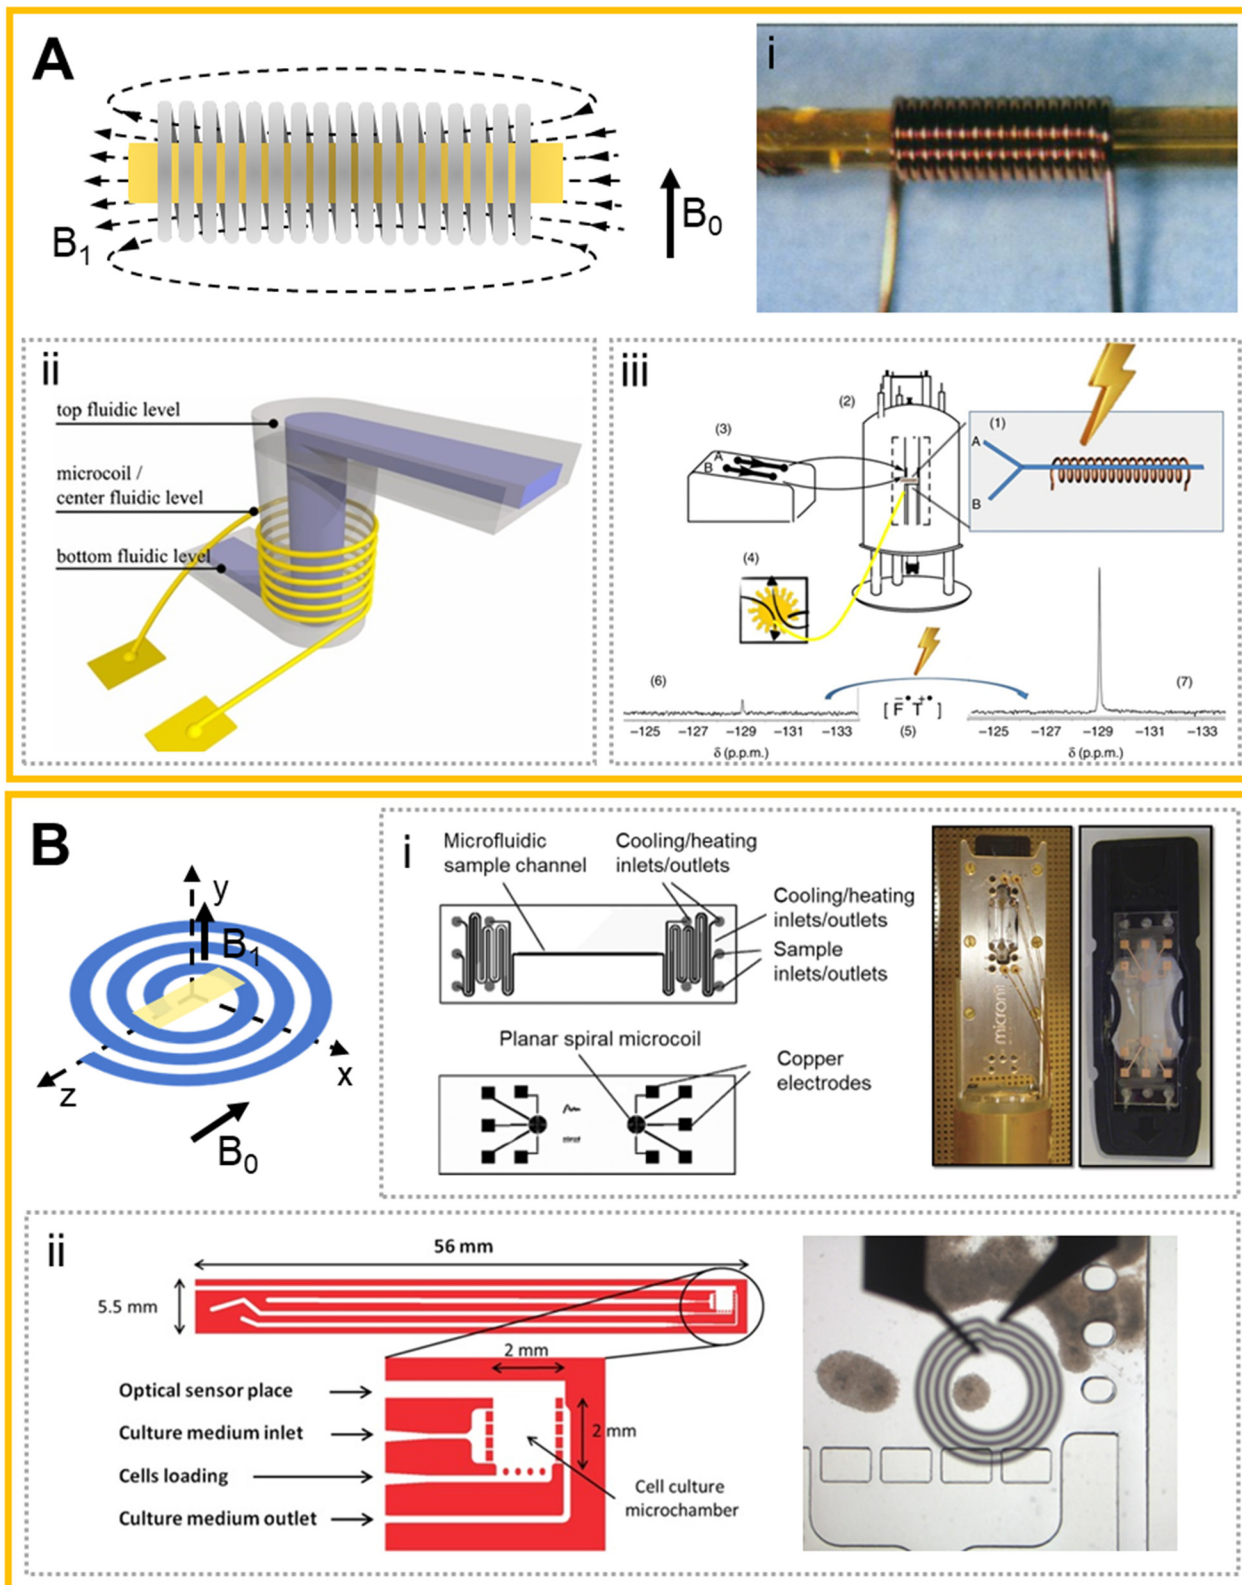 A
B₁
B₀
i
ii
top fluidic level
microcoil /
center fluidic level
bottom fluidic level
iii
(2)
(3)
A
B
(1)
A
B
(4)
(6)
(7)
[F̄•T⁺•]
(5)
−125 −127 −129 −131 −133
δ (p.p.m.)
−125 −127 −129 −131 −133
δ (p.p.m.)
B
y
B₁
x
z
B₀
i
Microfluidic
sample channel
Cooling/heating
inlets/outlets
Cooling/heating
inlets/outlets
Sample
inlets/outlets
Planar spiral microcoil
Copper
electrodes
micronit
ii
56 mm
5.5 mm
2 mm
2 mm
Optical sensor place
Culture medium inlet
Cells loading
Culture medium outlet
Cell culture
microchamber